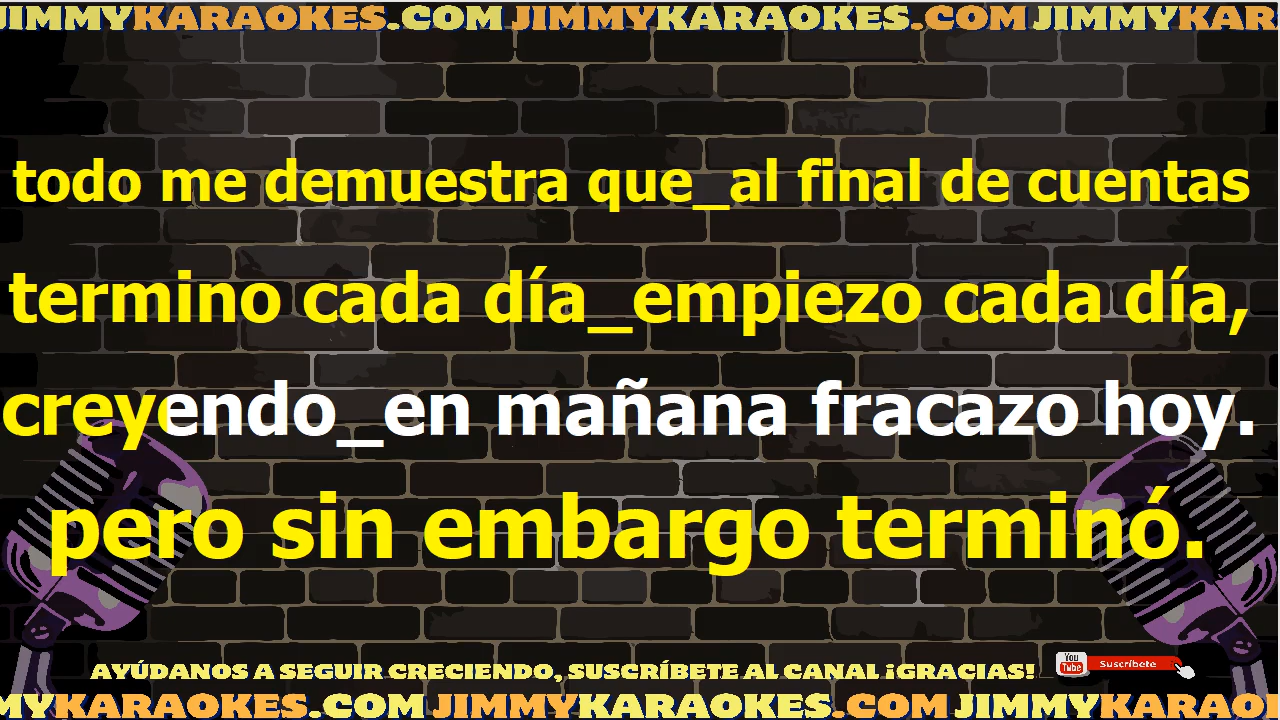 JIMMYKARAOKES.COM JIMMYKARAOKES.COM JIMMYKAR
todo me demuestra que_al final de cuentas
termino cada día_empiezo cada día,
creyendo_en mañana fracazo hoy.
pero sin embargo terminó.
AYÚDANOS A SEGUIR CRECIENDO, SUSCRÍBETE AL CANAL ¡GRACIAS!
You Tube Suscríbete
MYKARAOKES.COM JIMMYKARAOKES.COM JIMMYKARAO